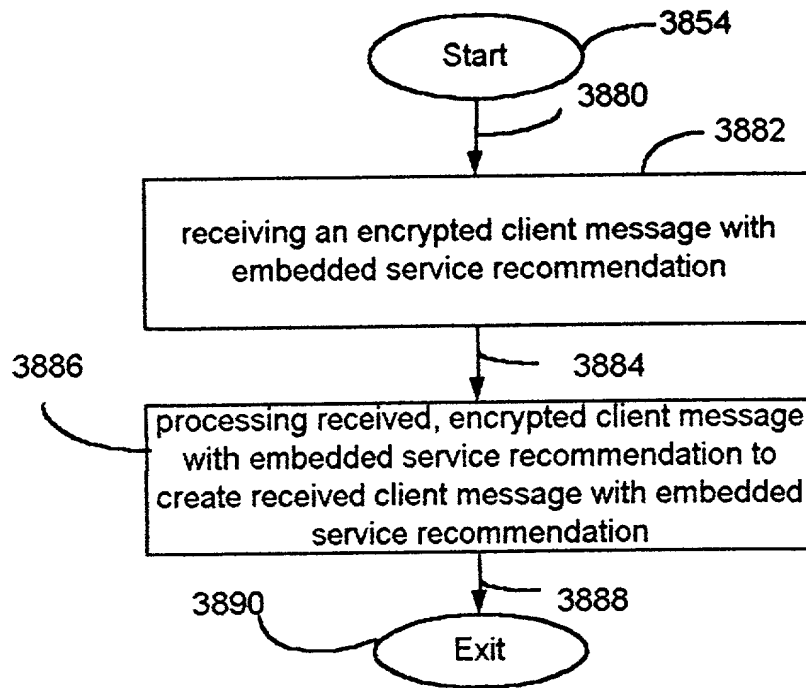 3854
Start
3880
3882
receiving an encrypted client message with
embedded service recommendation
3884
3886
processing received, encrypted client message
with embedded service recommendation to
create received client message with embedded
service recommendation
3888
3890
Exit